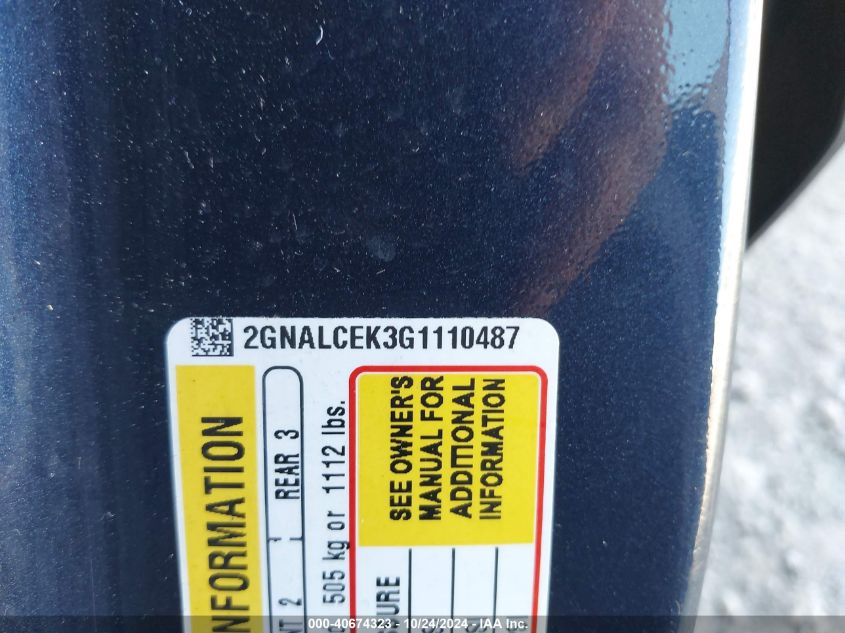 2GNALCEK3G1110487
NFORMATION
NT 2 REAR 3
505 kg or 1112 lbs.
SEE OWNER'S
MANUAL FOR
ADDITIONAL
INFORMATION
URE
000-40674323 - 10/24/2024 - IAA Inc.